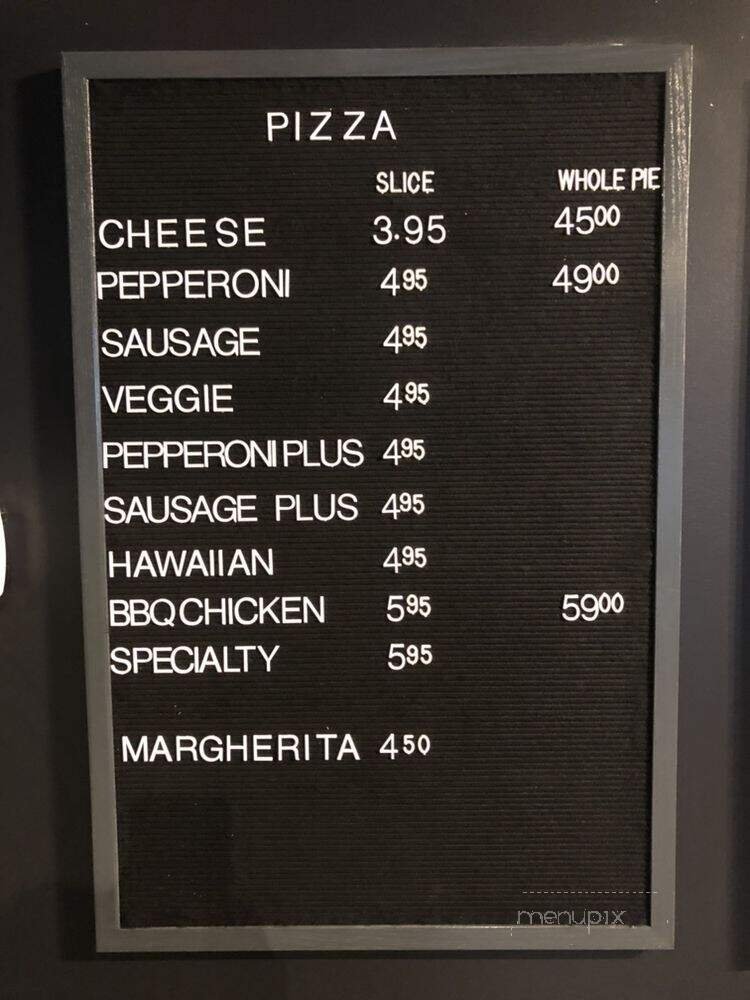 PIZZA
SLICE WHOLE PIE
CHEESE 3.95 4500
PEPPERONI 495 4900
SAUSAGE 495
VEGGIE 495
PEPPERONI PLUS 495
SAUSAGE PLUS 495
HAWAIIAN 495
BBQ CHICKEN 595 5900
SPECIALTY 595
MARGHERITA 450
menupix